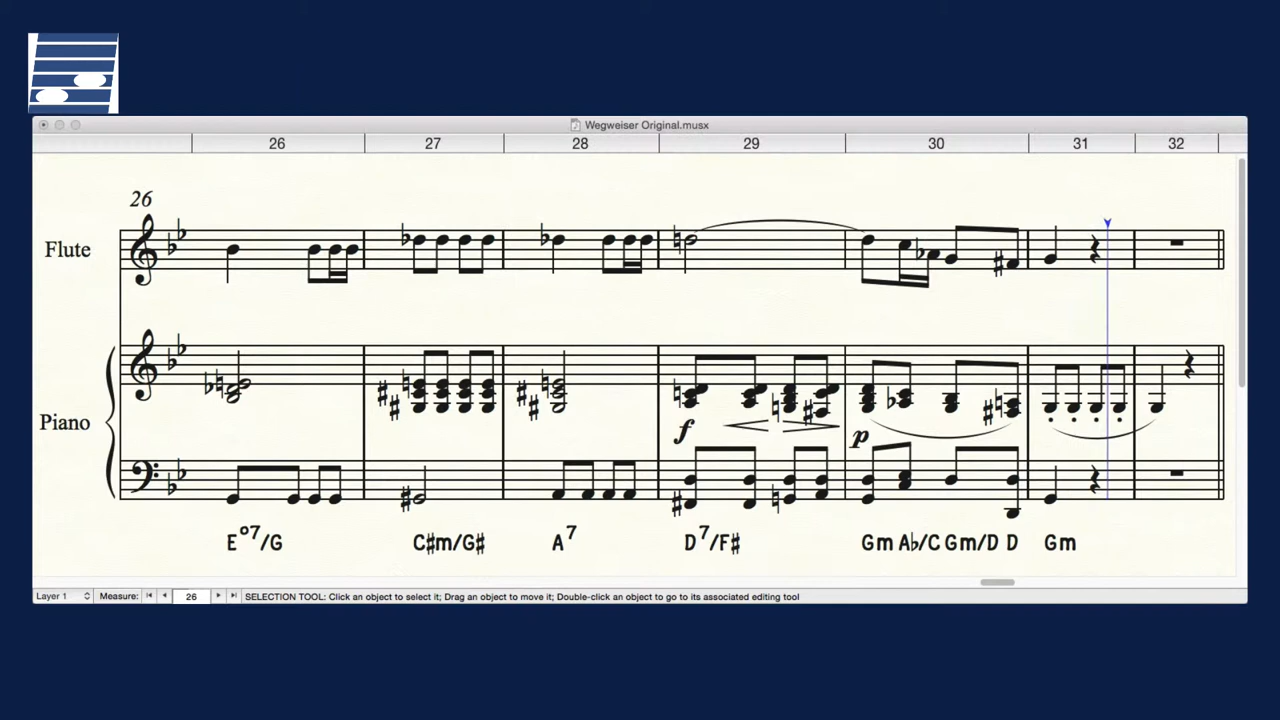 Wegweiser Original.musx
26 27 28 29 30 31 32
26
Flute
Piano
f p
E°7/G C♯m/G♯ A7 D7/F♯ Gm A♭/C Gm/D D Gm
Layer 1 Measure: 26 SELECTION TOOL: Click an object to select it; Drag an object to move it; Double-click an object to go to its associated editing tool